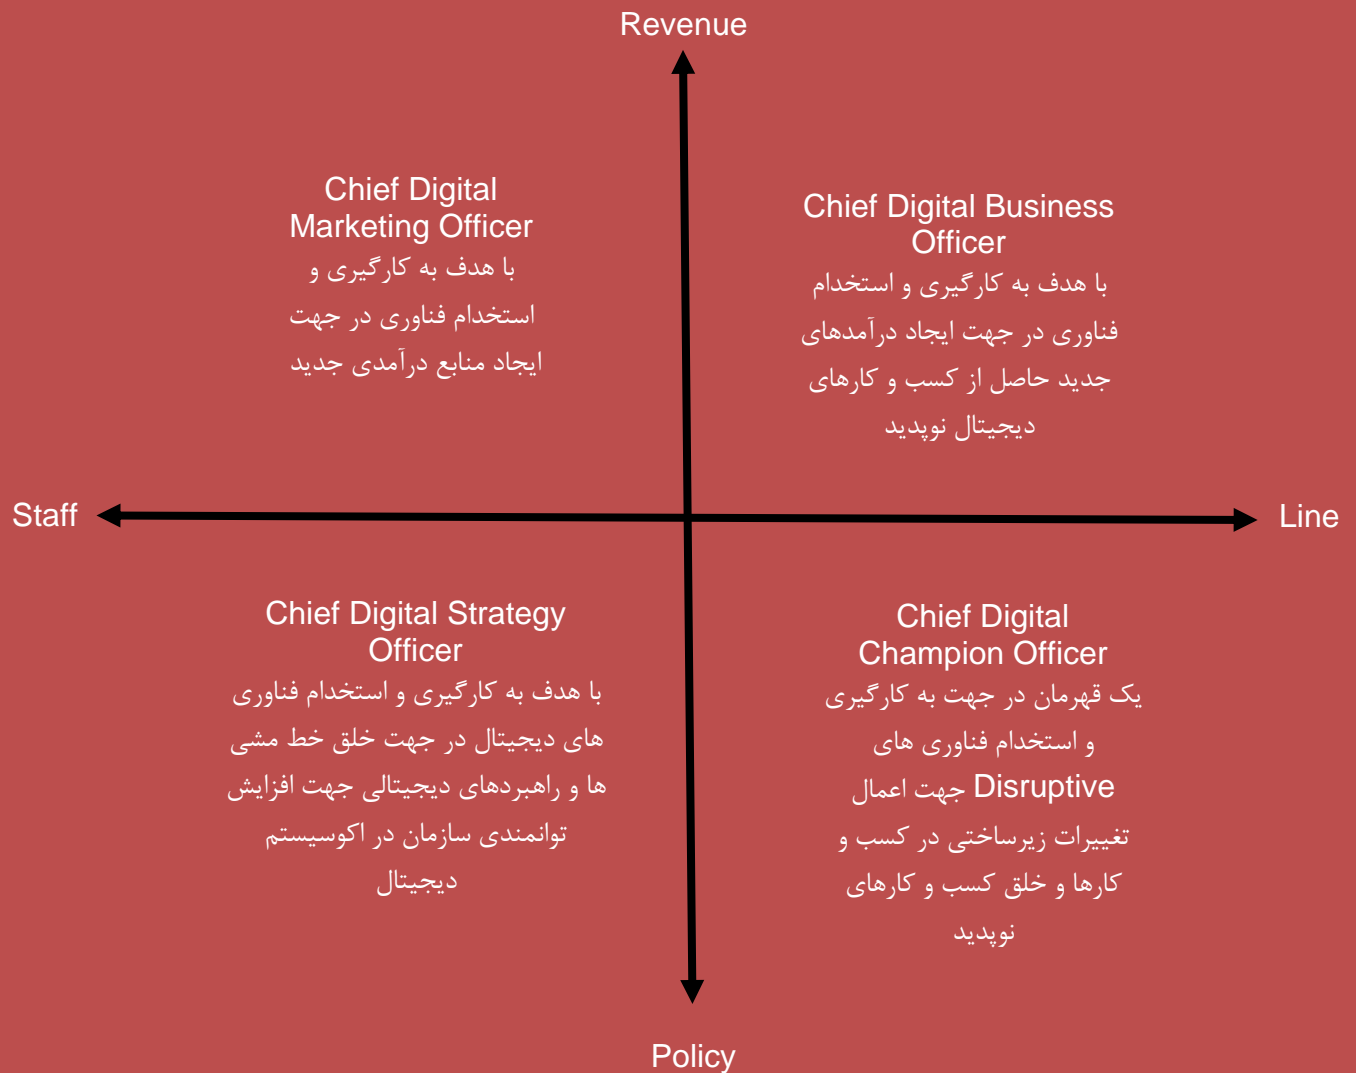 Revenue
Chief Digital
Marketing Officer
با هدف به کارگیری و
استخدام فناوری در جهت
ایجاد منابع درآمدی جدید
Chief Digital Business
Officer
با هدف به کارگیری و استخدام
فناوری در جهت ایجاد درآمدهای
جدید حاصل از کسب و کارهای
دیجیتال نوپدید
Staff
Line
Chief Digital Strategy
Officer
با هدف به کارگیری و استخدام فناوری
های دیجیتال در جهت خلق خط مشی
ها و راهبردهای دیجیتالی جهت افزایش
توانمندی سازمان در اکوسیستم
دیجیتال
Chief Digital
Champion Officer
یک قهرمان در جهت به کارگیری
و استخدام فناوری های
Disruptive جهت اعمال
تغییرات زیرساختی در کسب و
کارها و خلق کسب و کارهای
نوپدید
Policy